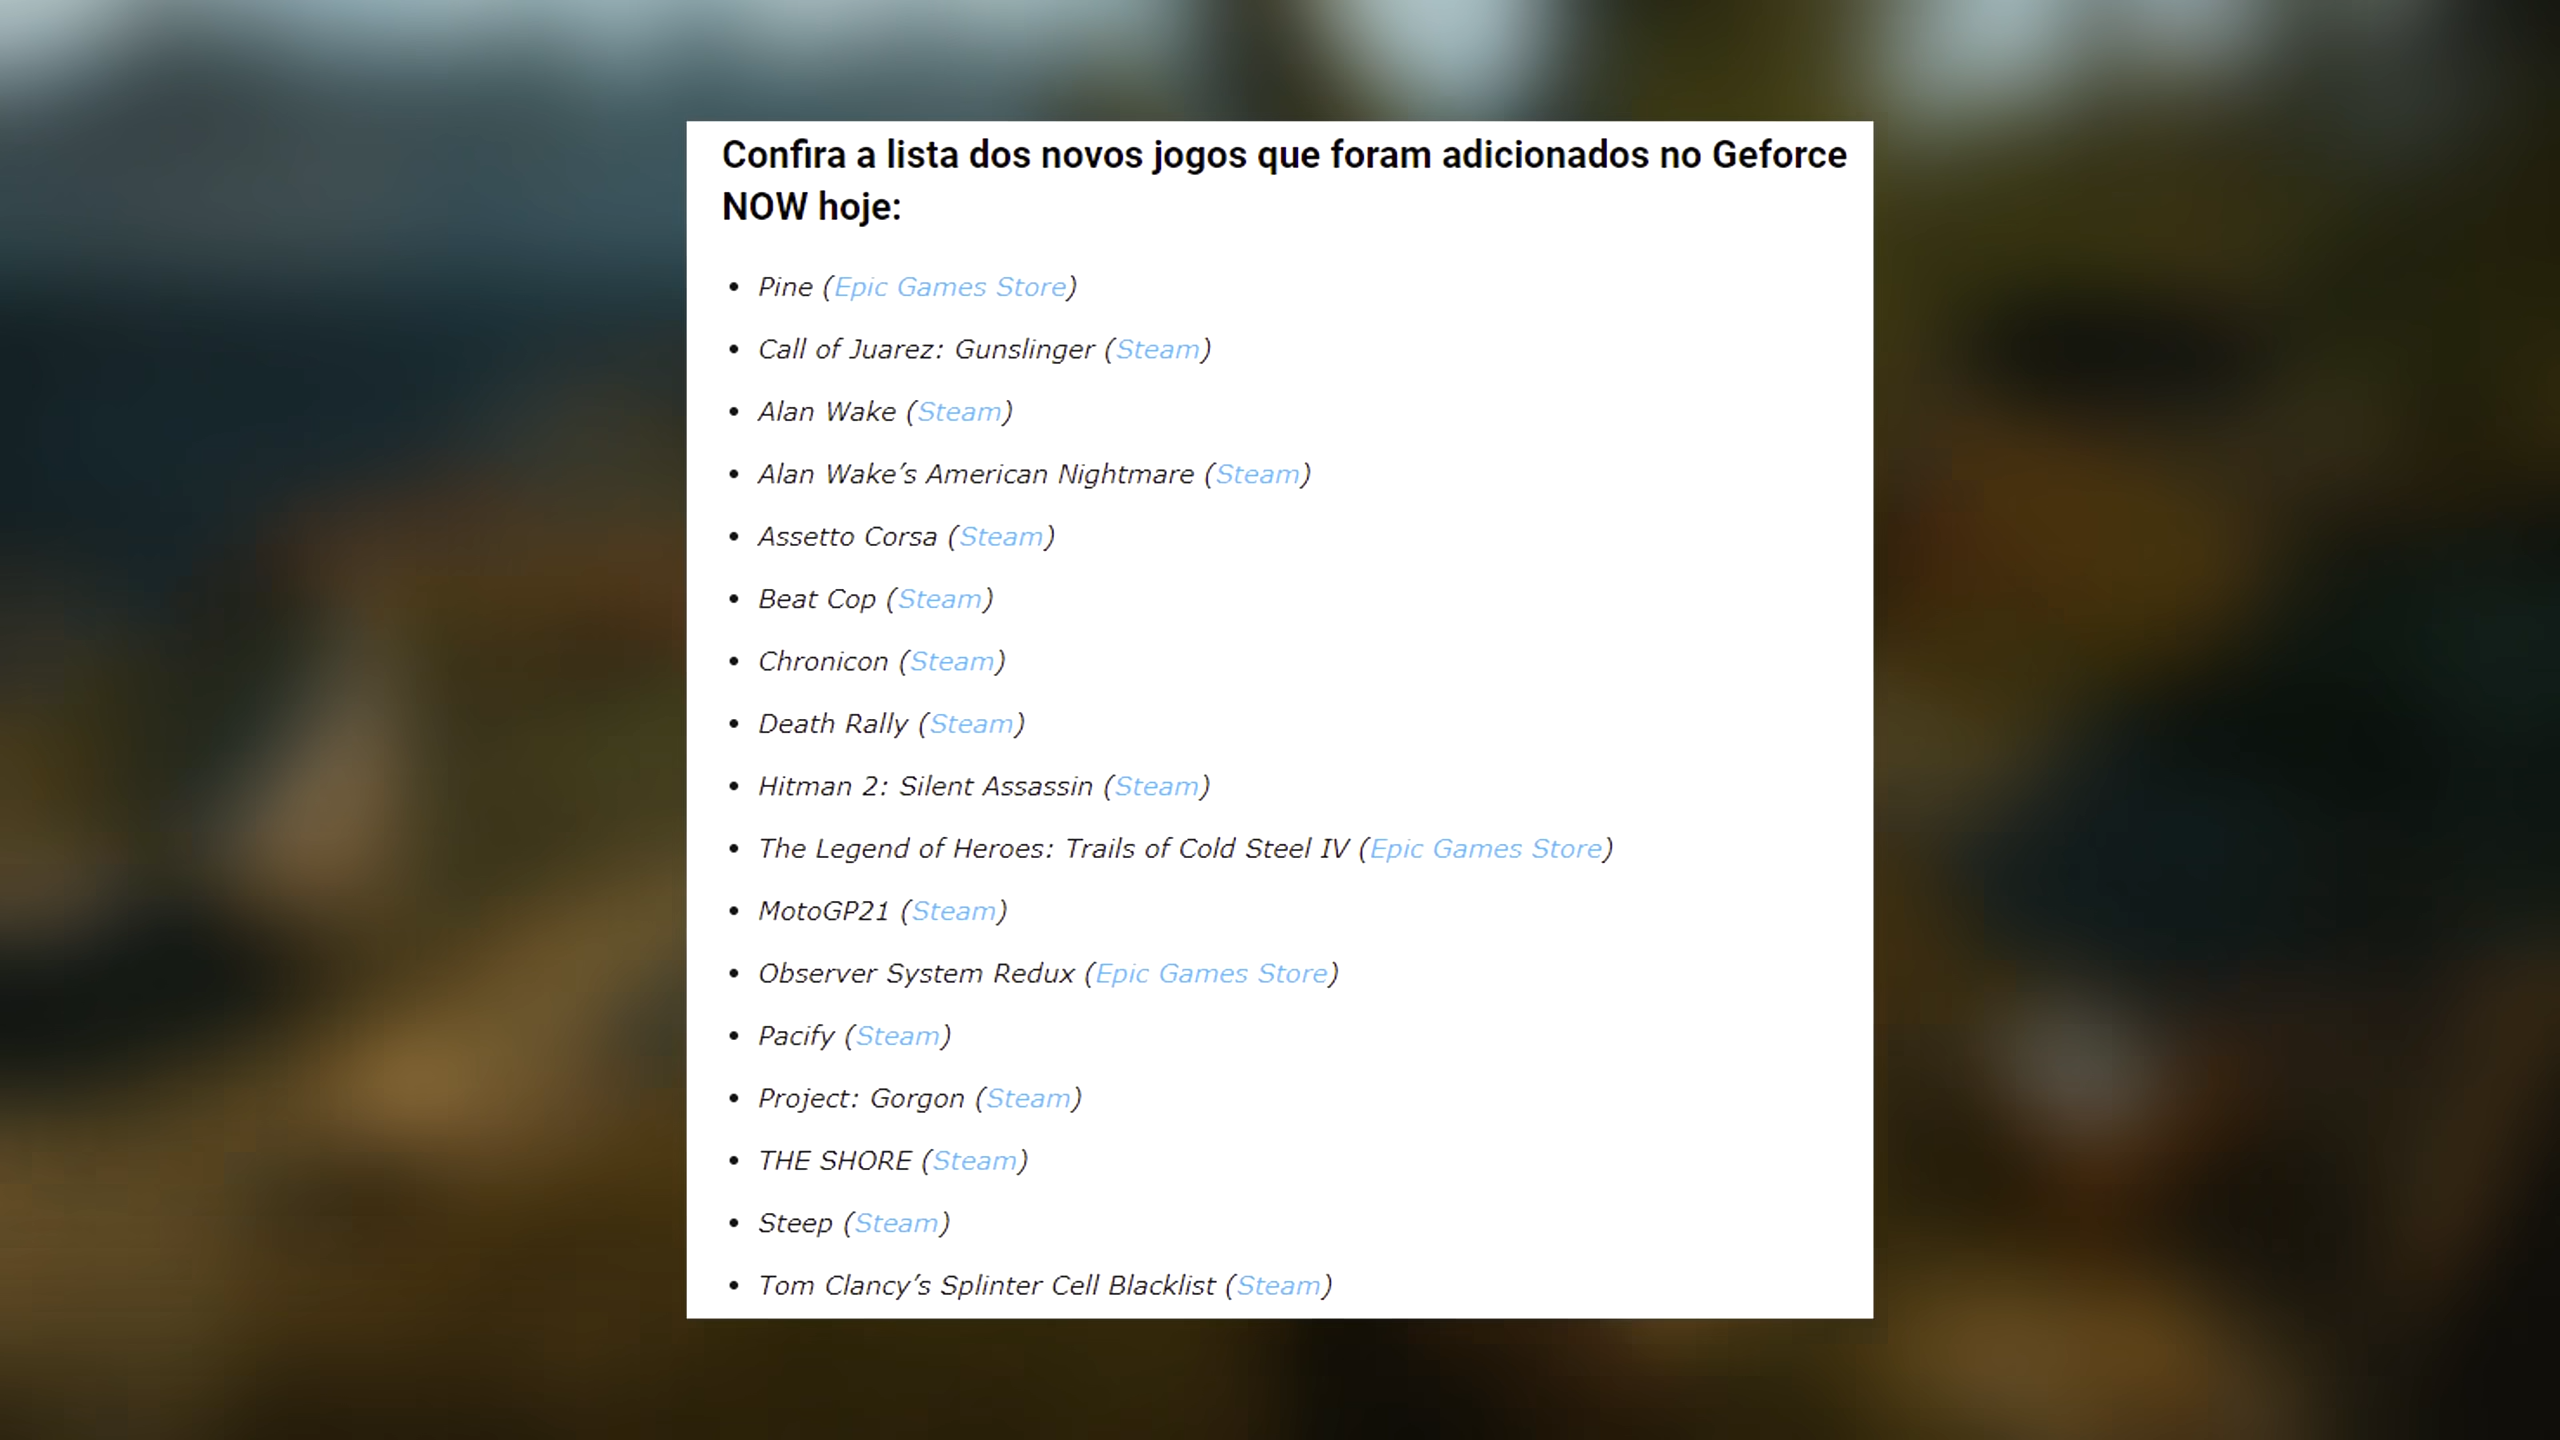 Confira a lista dos novos jogos que foram adicionados no Geforce
NOW hoje:
• Pine (Epic Games Store)
• Call of Juarez: Gunslinger (Steam)
• Alan Wake (Steam)
• Alan Wake’s American Nightmare (Steam)
• Assetto Corsa (Steam)
• Beat Cop (Steam)
• Chronicon (Steam)
• Death Rally (Steam)
• Hitman 2: Silent Assassin (Steam)
• The Legend of Heroes: Trails of Cold Steel IV (Epic Games Store)
• MotoGP21 (Steam)
• Observer System Redux (Epic Games Store)
• Pacify (Steam)
• Project: Gorgon (Steam)
• THE SHORE (Steam)
• Steep (Steam)
• Tom Clancy’s Splinter Cell Blacklist (Steam)